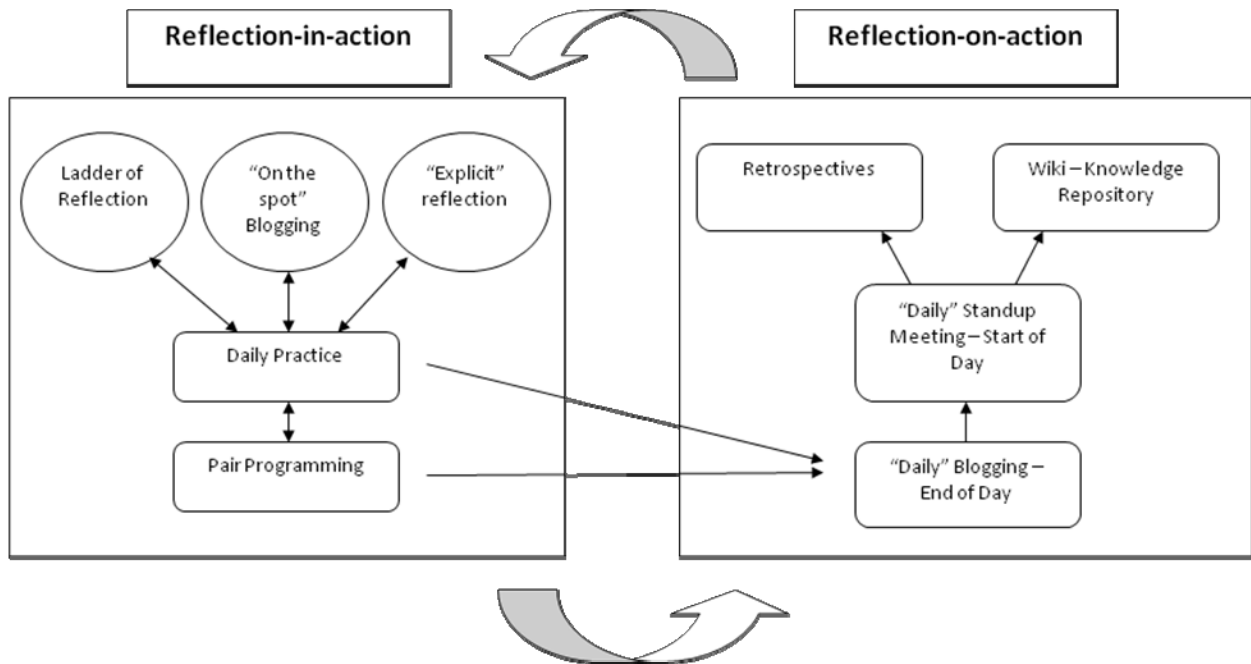 Reflection-in-action
Reflection-on-action
Ladder of
Reflection
“On the
spot”
Blogging
“Explicit”
reflection
Daily Practice
Pair Programming
Retrospectives
Wiki – Knowledge
Repository
“Daily” Standup
Meeting – Start of
Day
“Daily” Blogging –
End of Day